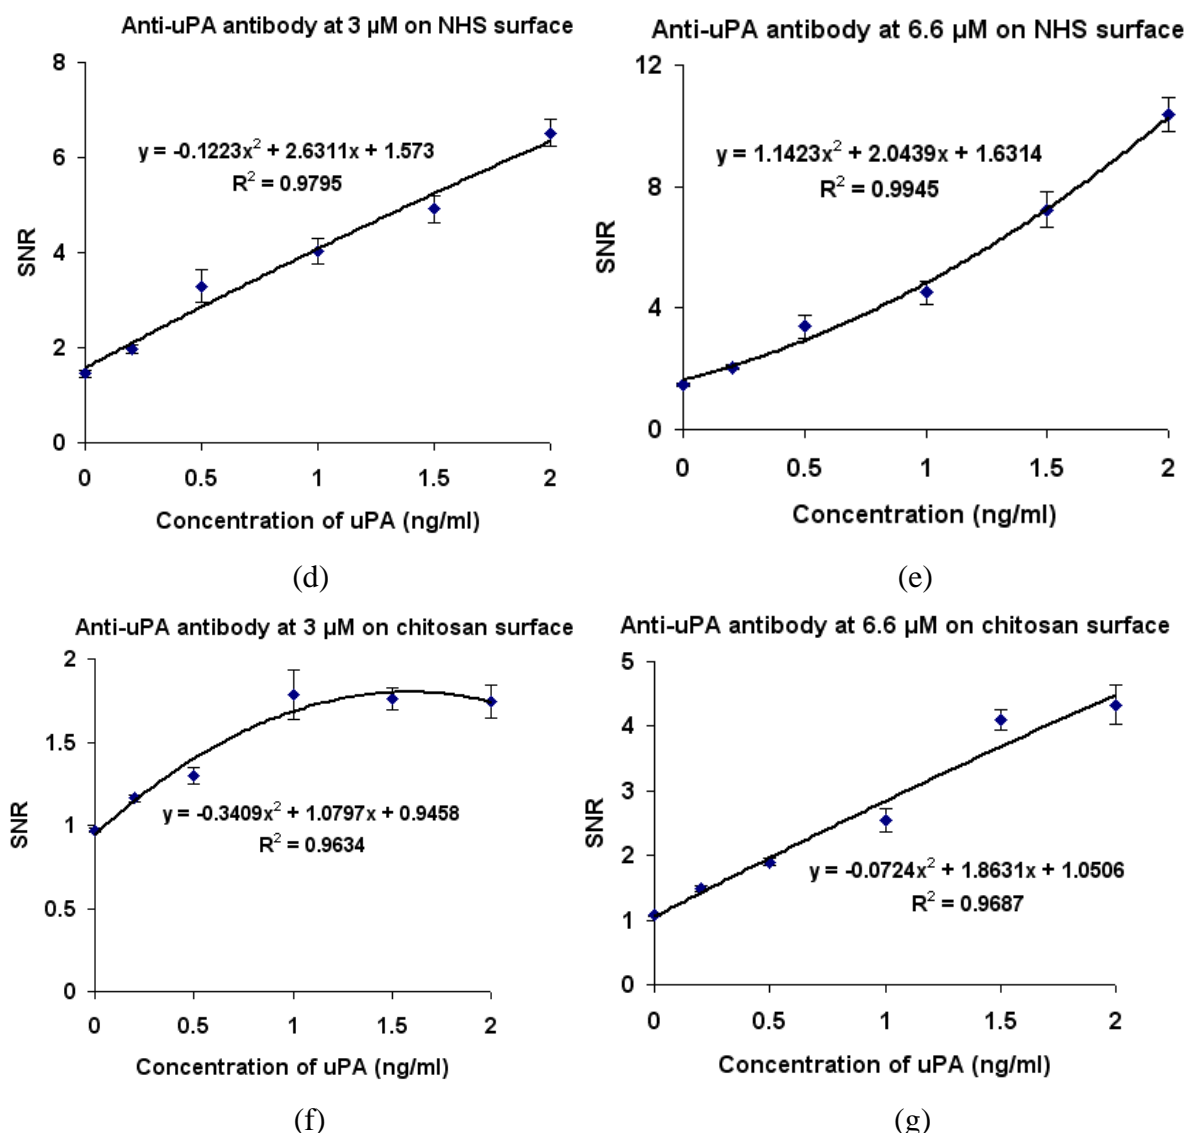 Anti-uPA antibody at 3 µM on NHS surface
8
6
4
2
0
SNR
y = -0.1223x² + 2.6311x + 1.573
R² = 0.9795
0 0.5 1 1.5 2
Concentration of uPA (ng/ml)
(d)
Anti-uPA antibody at 6.6 µM on NHS surface
12
8
4
0
SNR
y = 1.1423x² + 2.0439x + 1.6314
R² = 0.9945
0 0.5 1 1.5 2
Concentration (ng/ml)
(e)
Anti-uPA antibody at 3 µM on chitosan surface
2
1.5
1
0.5
0
SNR
y = -0.3409x² + 1.0797x + 0.9458
R² = 0.9634
0 0.5 1 1.5 2
Concentration of uPA (ng/ml)
(f)
Anti-uPA antibody at 6.6 µM on chitosan surface
5
4
3
2
1
0
SNR
y = -0.0724x² + 1.8631x + 1.0506
R² = 0.9687
0 0.5 1 1.5 2
Concentration of uPA (ng/ml)
(g)